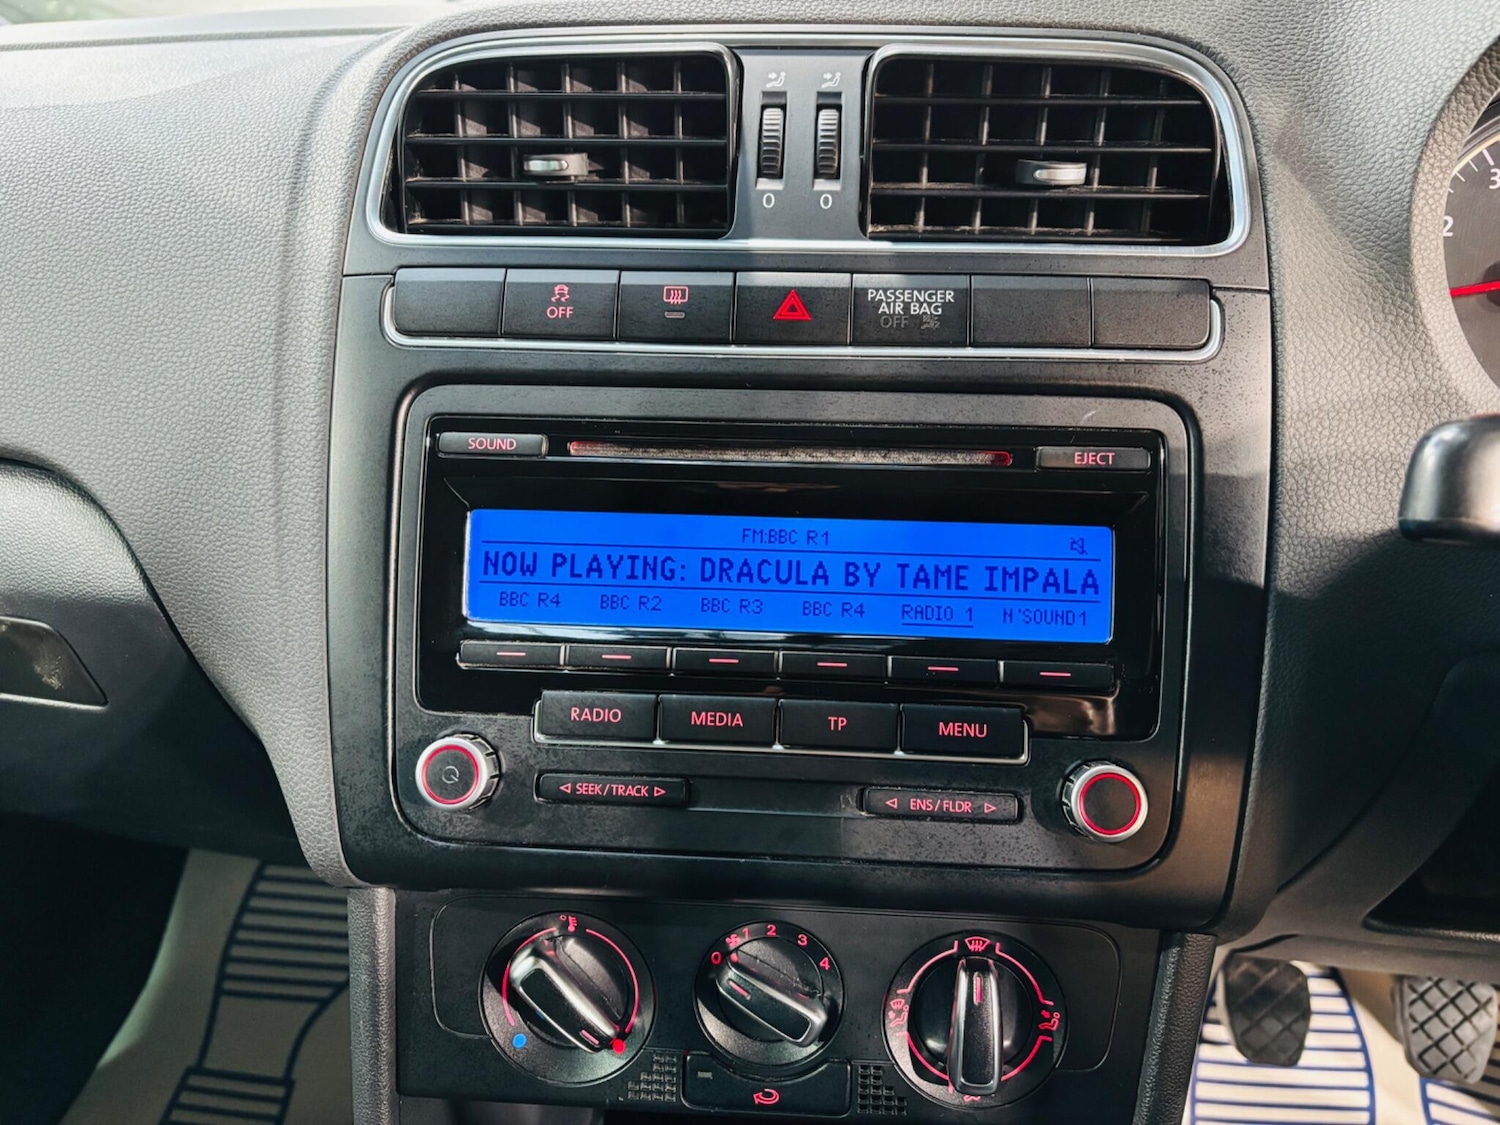 0 0
OFF
PASSENGER
AIR BAG
OFF
SOUND
EJECT
FM:BBC R1
NOW PLAYING: DRACULA BY TAME IMPALA
BBC R4 BBC R2 BBC R3 BBC R4 RADIO 1 N'SOUND1
RADIO MEDIA TP MENU
SEEK / TRACK
ENS / FLDR
0 1 2 3 4
2 3